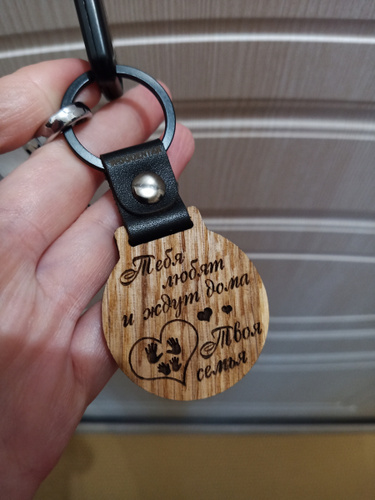 Тебя
любят
и ждут дома
Твоя
семья